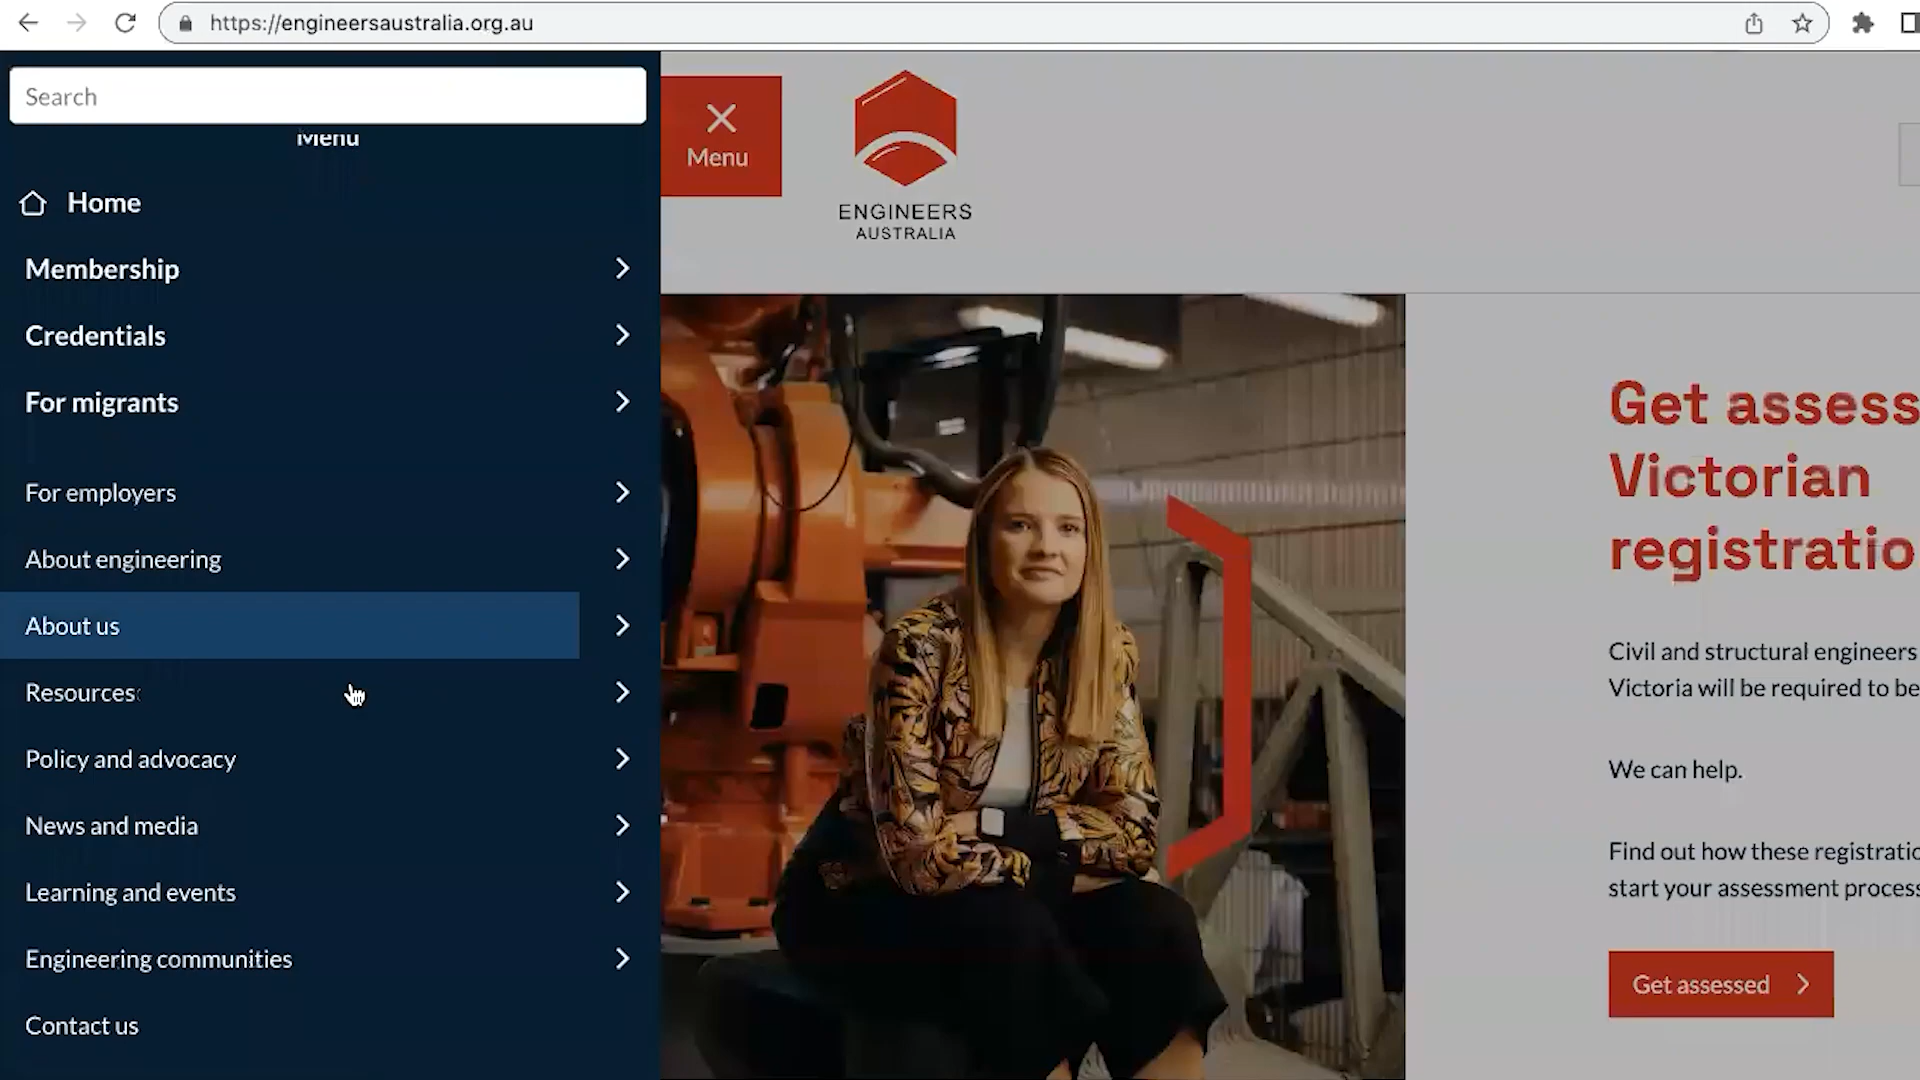 https://engineersaustralia.org.au
Search
Menu
Home
Membership
Credentials
For migrants
For employers
About engineering
About us
Resources
Policy and advocacy
News and media
Learning and events
Engineering communities
Contact us
Menu
ENGINEERS
AUSTRALIA
Get assess
Victorian
registratio
Civil and structural engineers
Victoria will be required to be
We can help.
Find out how these registratio
start your assessment process
Get assessed